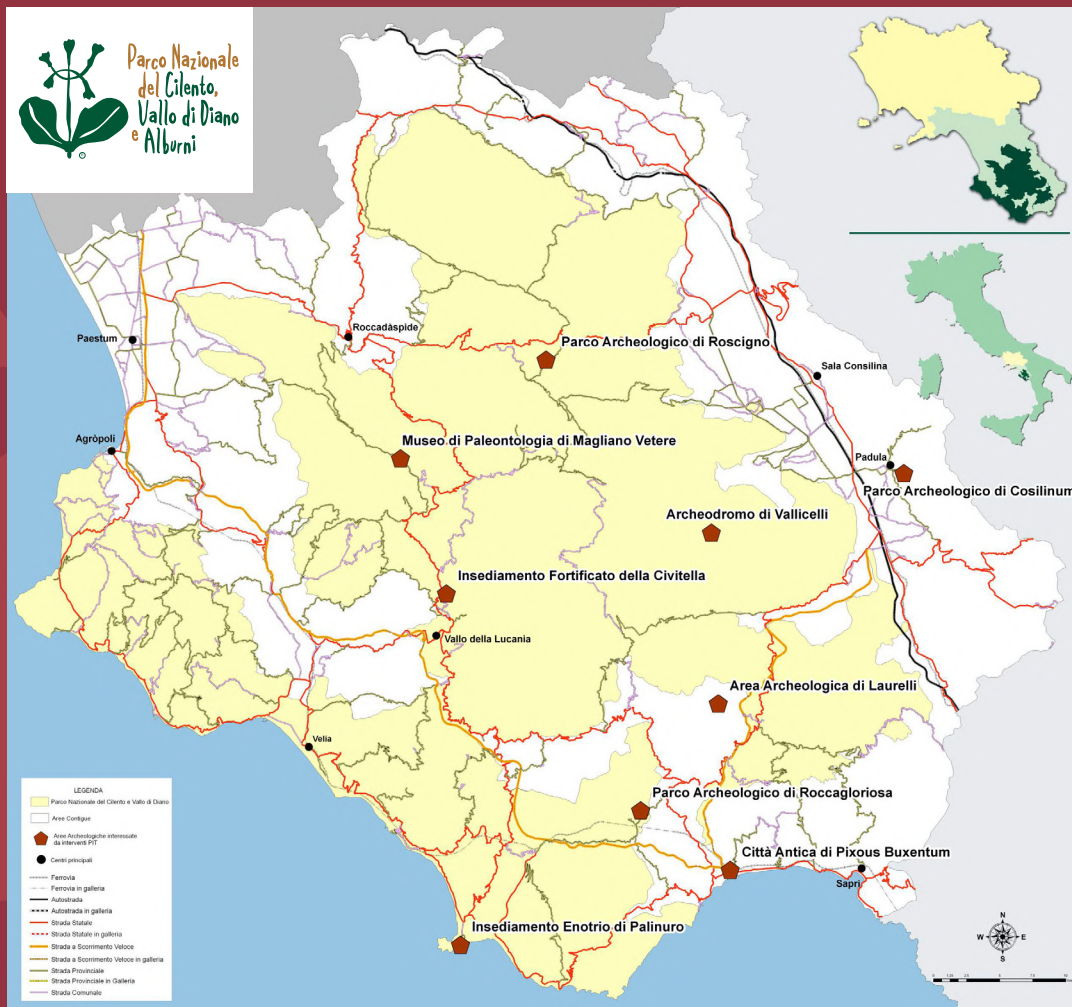 Parco Nazionale
del Cilento,
Vallo di Diano
e Alburni
Roccadàspide
Paestum
Parco Archeologico di Roscigno
Sala Consilina
Agròpoli
Museo di Paleontologia di Magliano Vetere
Padula
Parco Archeologico di Cosilinum
Archeodromo di Vallicelli
Insediamento Fortificato della Civitella
Vallo della Lucania
Area Archeologica di Laurelli
Velia
Parco Archeologico di Roccagloriosa
Città Antica di Pixous Buxentum
Sapri
Insediamento Enotrio di Palinuro
LEGENDA
Parco Nazionale del Cilento e Vallo di Diano
Aree Contigue
Aree Archeologiche interessate
da interventi PIT
Centri principali
Ferrovia
Ferrovia in galleria
Autostrada
Autostrada in galleria
Strada Statale
Strada Statale in galleria
Strada a Scorrimento Veloce
Strada a Scorrimento Veloce in galleria
Strada Provinciale
Strada Provinciale in Galleria
Strada Comunale
N
W E
S